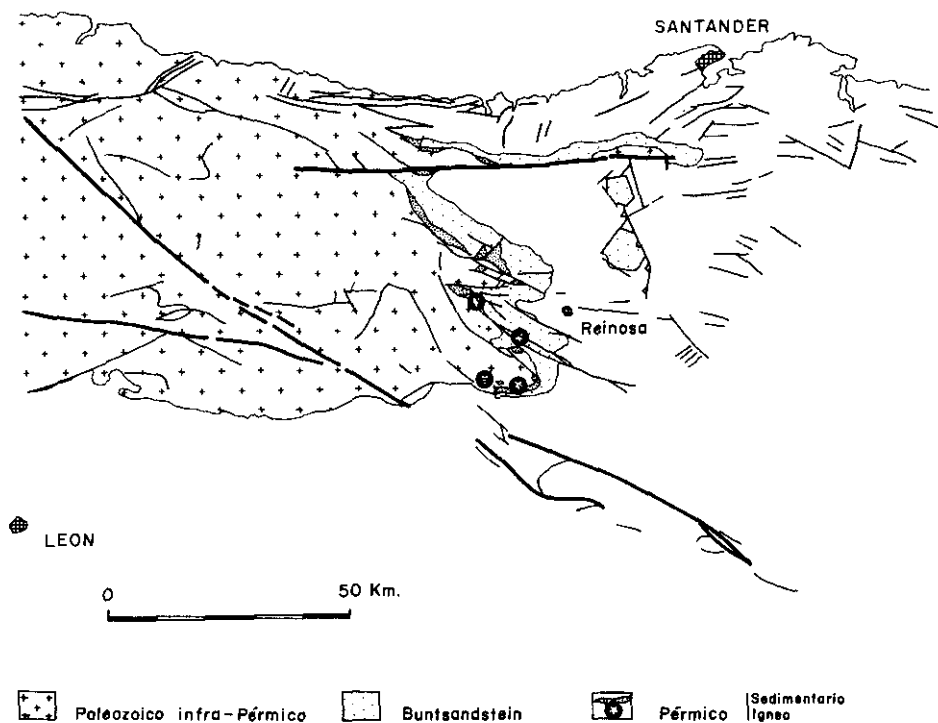 SANTANDER
Reinosa
LEON
0 50 Km.
Paleozoico infra-Pérmico Buntsandstein Pérmico Sedimentario
Igneo